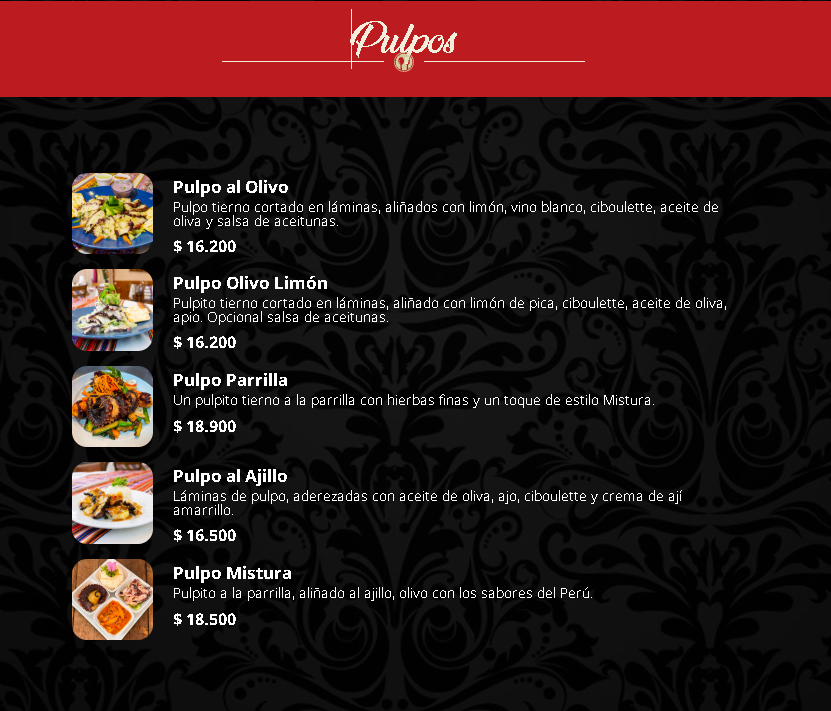 Pulpos
Pulpo al Olivo
Pulpo tierno cortado en láminas, aliñados con limón, vino blanco, ciboulette, aceite de
oliva y salsa de aceitunas.
$ 16.200
Pulpo Olivo Limón
Pulpito tierno cortado en láminas, aliñado con limón de pica, ciboulette, aceite de oliva,
apio. Opcional salsa de aceitunas.
$ 16.200
Pulpo Parrilla
Un pulpito tierno a la parrilla con hierbas finas y un toque de estilo Mistura.
$ 18.900
Pulpo al Ajillo
Láminas de pulpo, aderezadas con aceite de oliva, ajo, ciboulette y crema de ají
amarrillo.
$ 16.500
Pulpo Mistura
Pulpito a la parrilla, aliñado al ajillo, olivo con los sabores del Perú.
$ 18.500